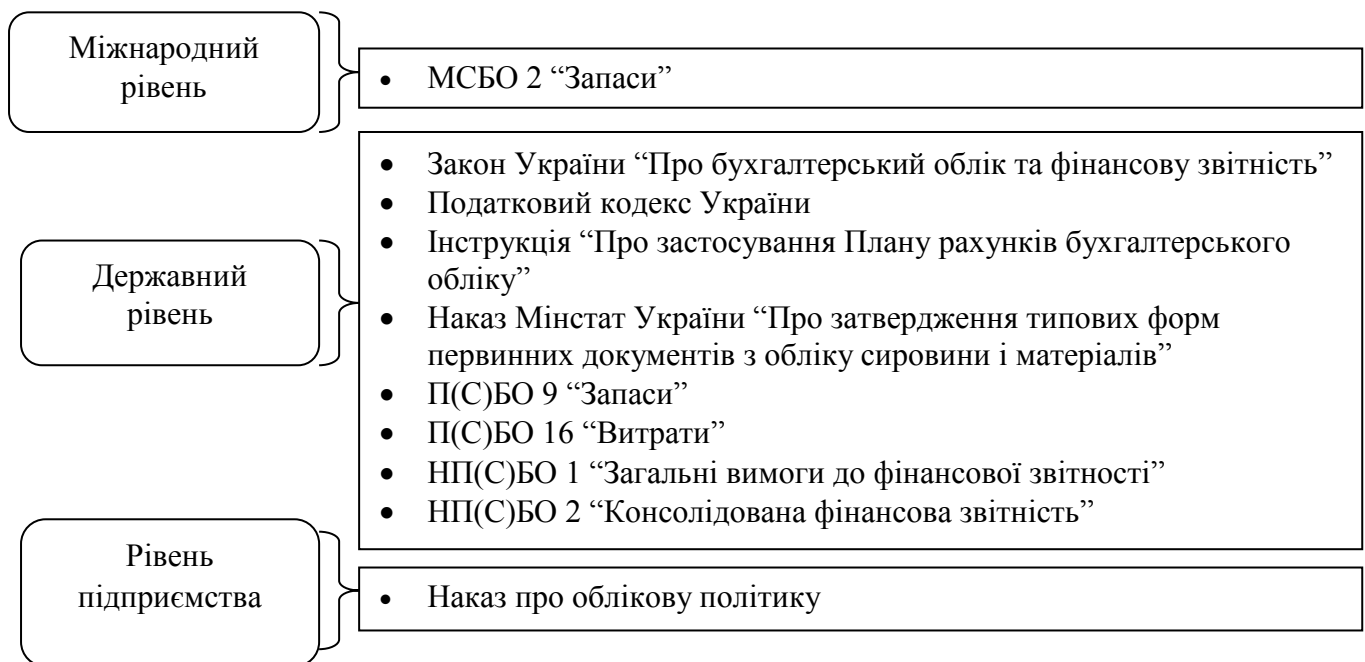 Міжнародний
рівень
• МСБО 2 “Запаси”
Державний
рівень
• Закон України “Про бухгалтерський облік та фінансову звітність”
• Податковий кодекс України
• Інструкція “Про застосування Плану рахунків бухгалтерського
обліку”
• Наказ Мінстат України “Про затвердження типових форм
первинних документів з обліку сировини і матеріалів”
• П(С)БО 9 “Запаси”
• П(С)БО 16 “Витрати”
• НП(С)БО 1 “Загальні вимоги до фінансової звітності”
• НП(С)БО 2 “Консолідована фінансова звітність”
Рівень
підприємства
• Наказ про облікову політику